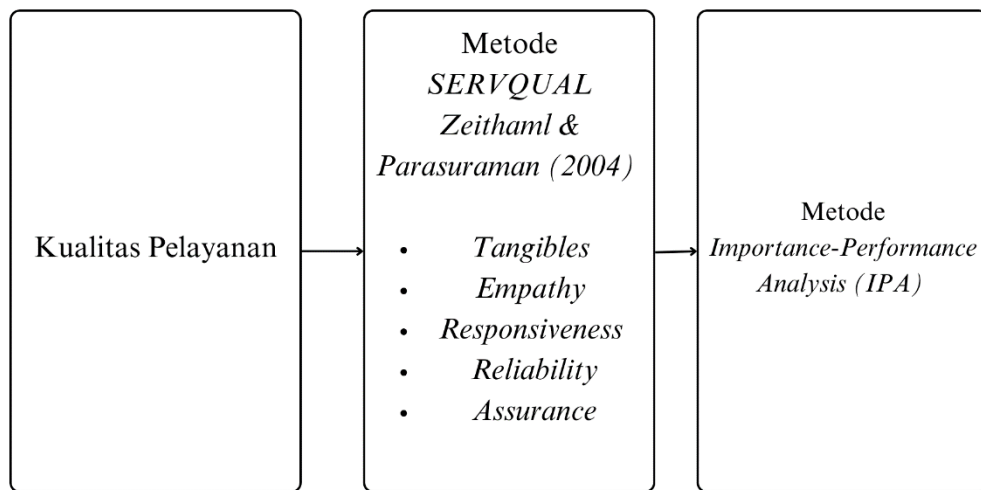 Kualitas Pelayanan
Metode
SERVQUAL
Zeithaml &
Parasuraman (2004)
• Tangibles
• Empathy
• Responsiveness
• Reliability
• Assurance
Metode
Importance-Performance
Analysis (IPA)